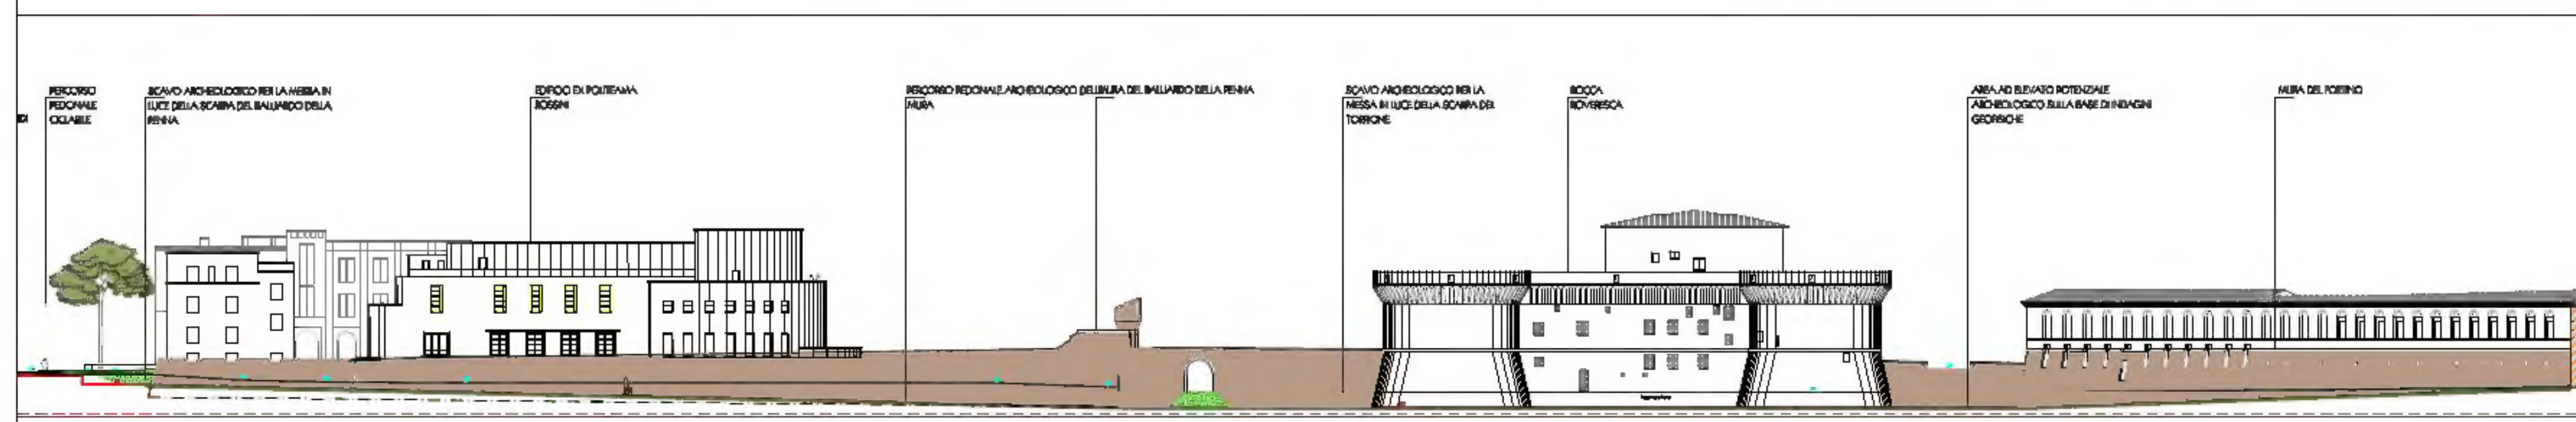 PERCORSO
PEDONALE
CICLABILE
SCAVO ARCHEOLOGICO PER LA MESSA IN
LUCE DELLA SCARPA DEL BALUARDO DELLA
PENNA
EDIFICIO EX POLITEAMA
ROSSINI
PERCORSO PEDONALE ARCHEOLOGICO DELLE
MURA
MURA DEL BALUARDO DELLA PENNA
SCAVO ARCHEOLOGICO PER LA
MESSA IN LUCE DELLA SCARPA DEL
TORRIONE
ROCCA
ROVERESCA
AREA AD ELEVATO POTENZIALE
ARCHEOLOGICO SULLA BASE DI INDAGINI
GEOFISICHE
MURA DEL FORTINO